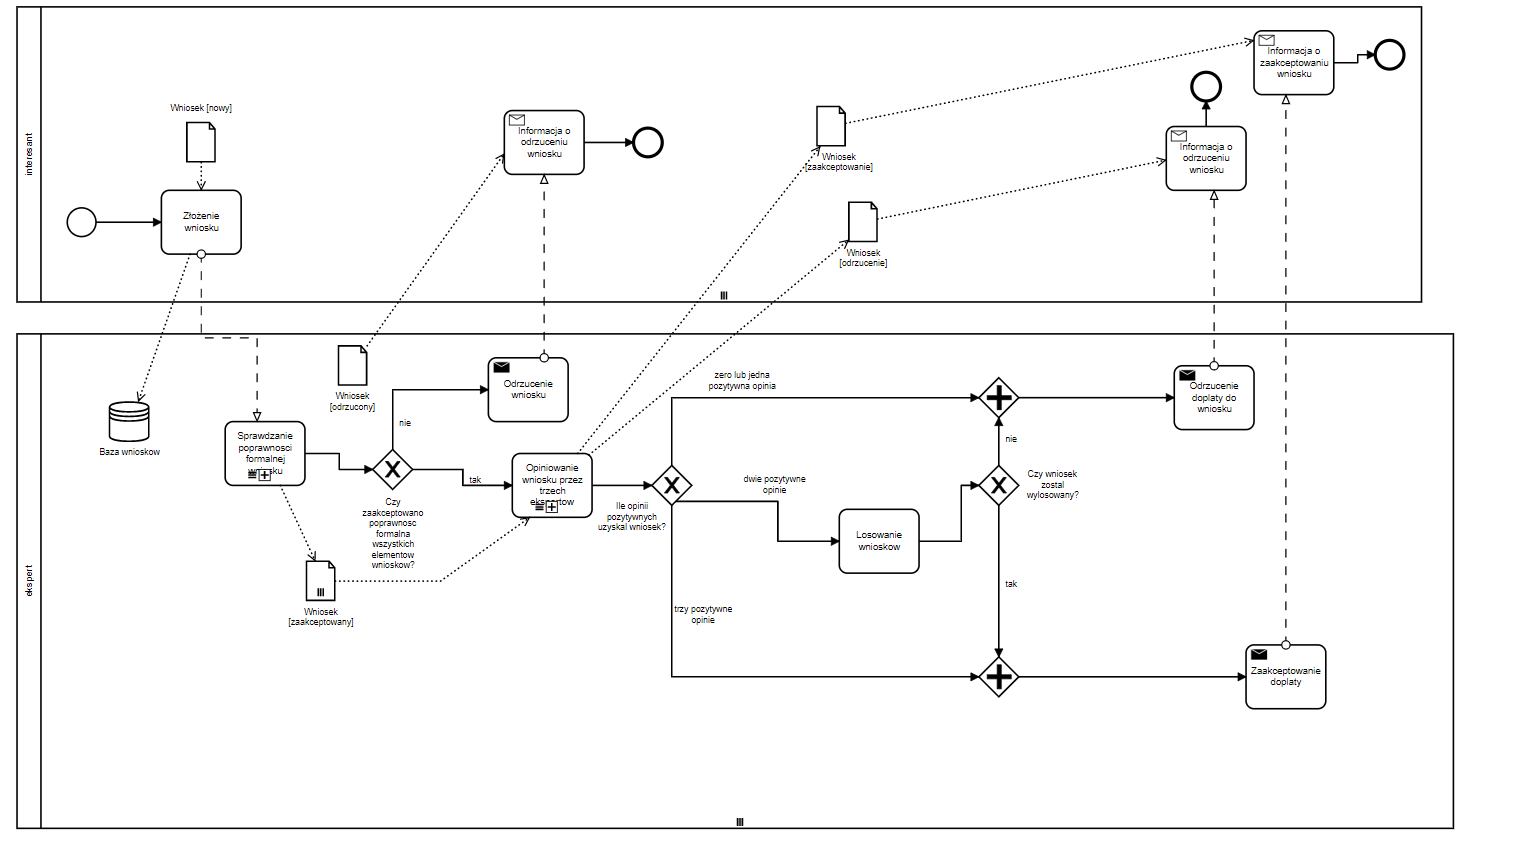 interesant
Wniosek [nowy]
Złożenie
wniosku
Informacja o
odrzuceniu
wniosku
Wniosek
[zaakceptowanie]
Wniosek
[odrzucenie]
Informacja o
odrzuceniu
wniosku
Informacja o
zaakceptowaniu
wniosku
ekspert
Baza wnioskow
Sprawdzanie
poprawnosci
formalnej
wniosku
Wniosek
[odrzucony]
Wniosek
[zaakceptowany]
nie
tak
Czy
zaakceptowano
poprawnosc
formalna
wszystkich
elementow
wnioskow?
Odrzucenie
wniosku
Opiniowanie
wniosku przez
trzech
ekspertow
Ile opinii
pozytywnych
uzyskal wniosek?
zero lub jedna
pozytywna opinia
dwie pozytywne
opinie
trzy pozytywne
opinie
Losowanie
wnioskow
nie
Czy wniosek
zostal
wylosowany?
tak
Odrzucenie
doplaty do
wniosku
Zaakceptowanie
doplaty